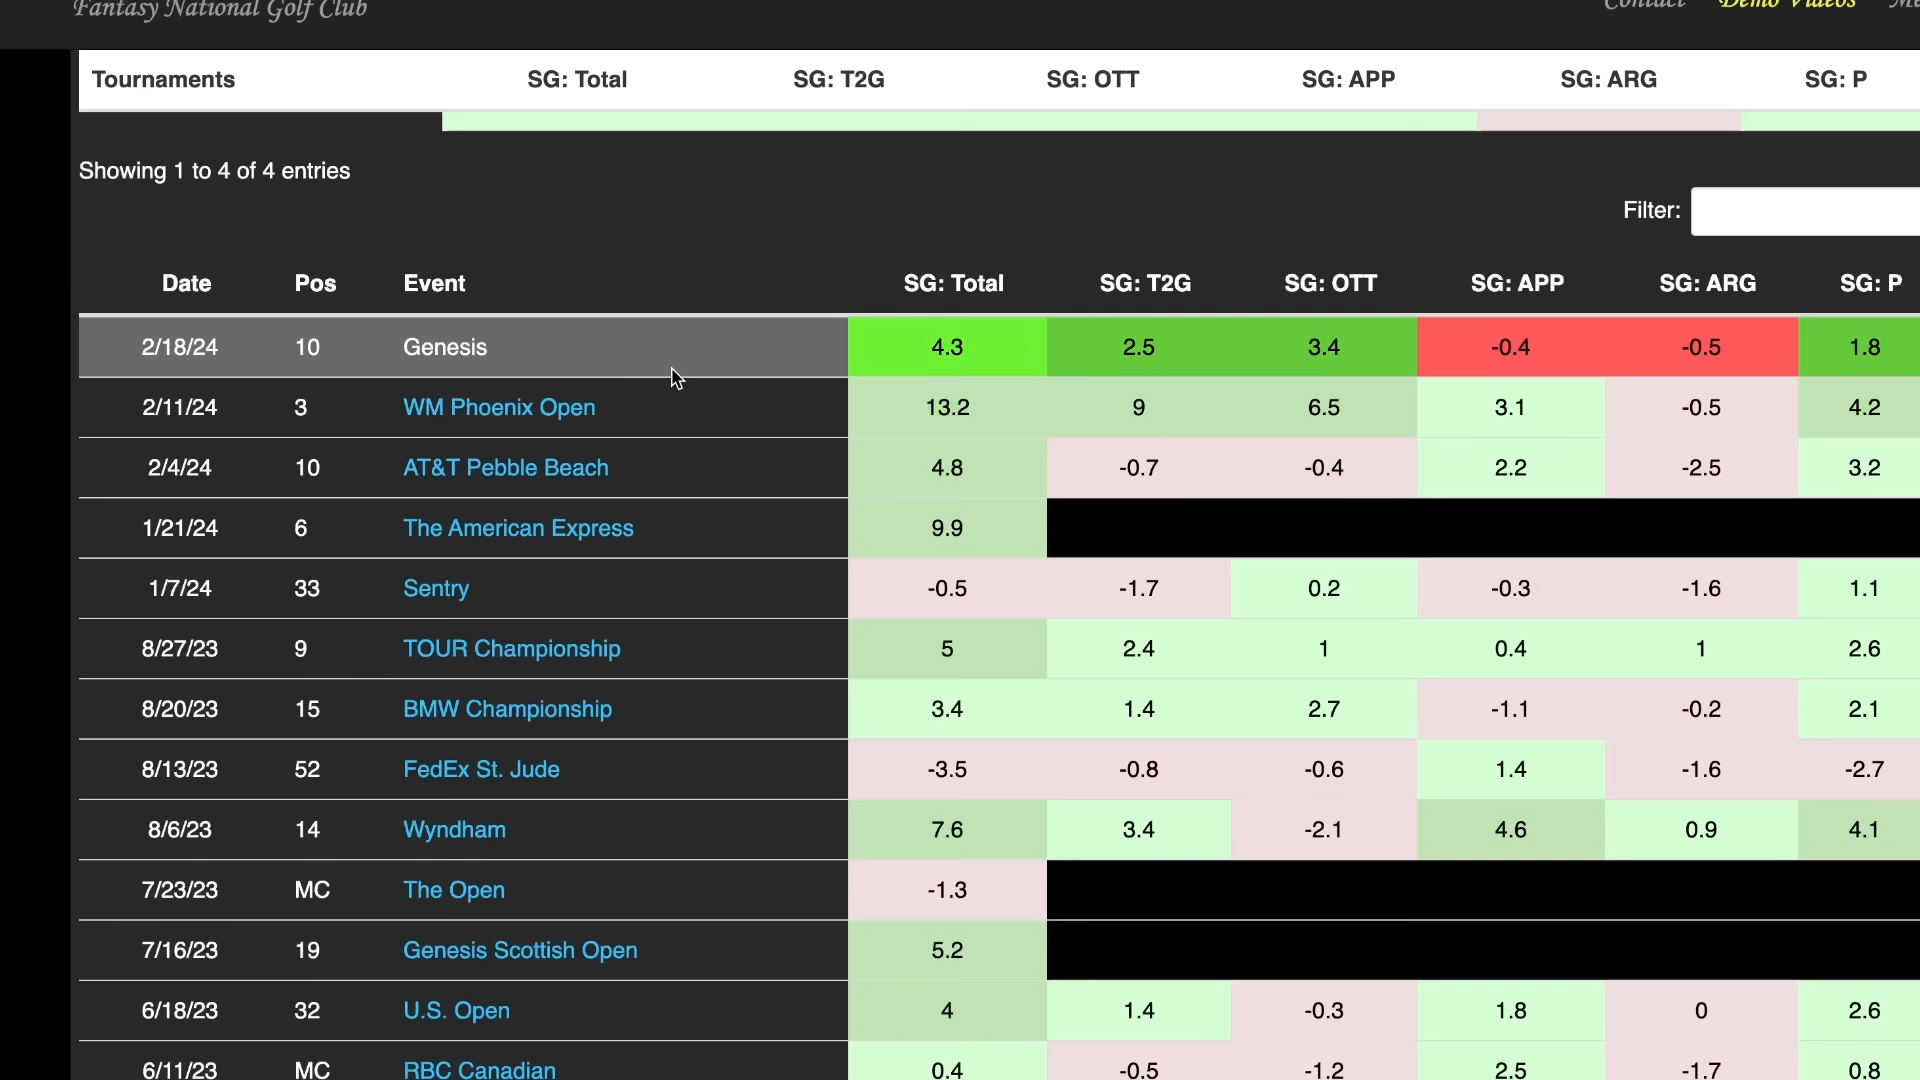 Fantasy National Golf Club Contact Demo Videos Me
Tournaments SG: Total SG: T2G SG: OTT SG: APP SG: ARG SG: P
Showing 1 to 4 of 4 entries
Filter:
Date Pos Event SG: Total SG: T2G SG: OTT SG: APP SG: ARG SG: P
2/18/24 10 Genesis 4.3 2.5 3.4 -0.4 -0.5 1.8
2/11/24 3 WM Phoenix Open 13.2 9 6.5 3.1 -0.5 4.2
2/4/24 10 AT&T Pebble Beach 4.8 -0.7 -0.4 2.2 -2.5 3.2
1/21/24 6 The American Express 9.9
1/7/24 33 Sentry -0.5 -1.7 0.2 -0.3 -1.6 1.1
8/27/23 9 TOUR Championship 5 2.4 1 0.4 1 2.6
8/20/23 15 BMW Championship 3.4 1.4 2.7 -1.1 -0.2 2.1
8/13/23 52 FedEx St. Jude -3.5 -0.8 -0.6 1.4 -1.6 -2.7
8/6/23 14 Wyndham 7.6 3.4 -2.1 4.6 0.9 4.1
7/23/23 MC The Open -1.3
7/16/23 19 Genesis Scottish Open 5.2
6/18/23 32 U.S. Open 4 1.4 -0.3 1.8 0 2.6
6/11/23 MC RBC Canadian 0.4 -0.5 -1.2 2.5 -1.7 0.8